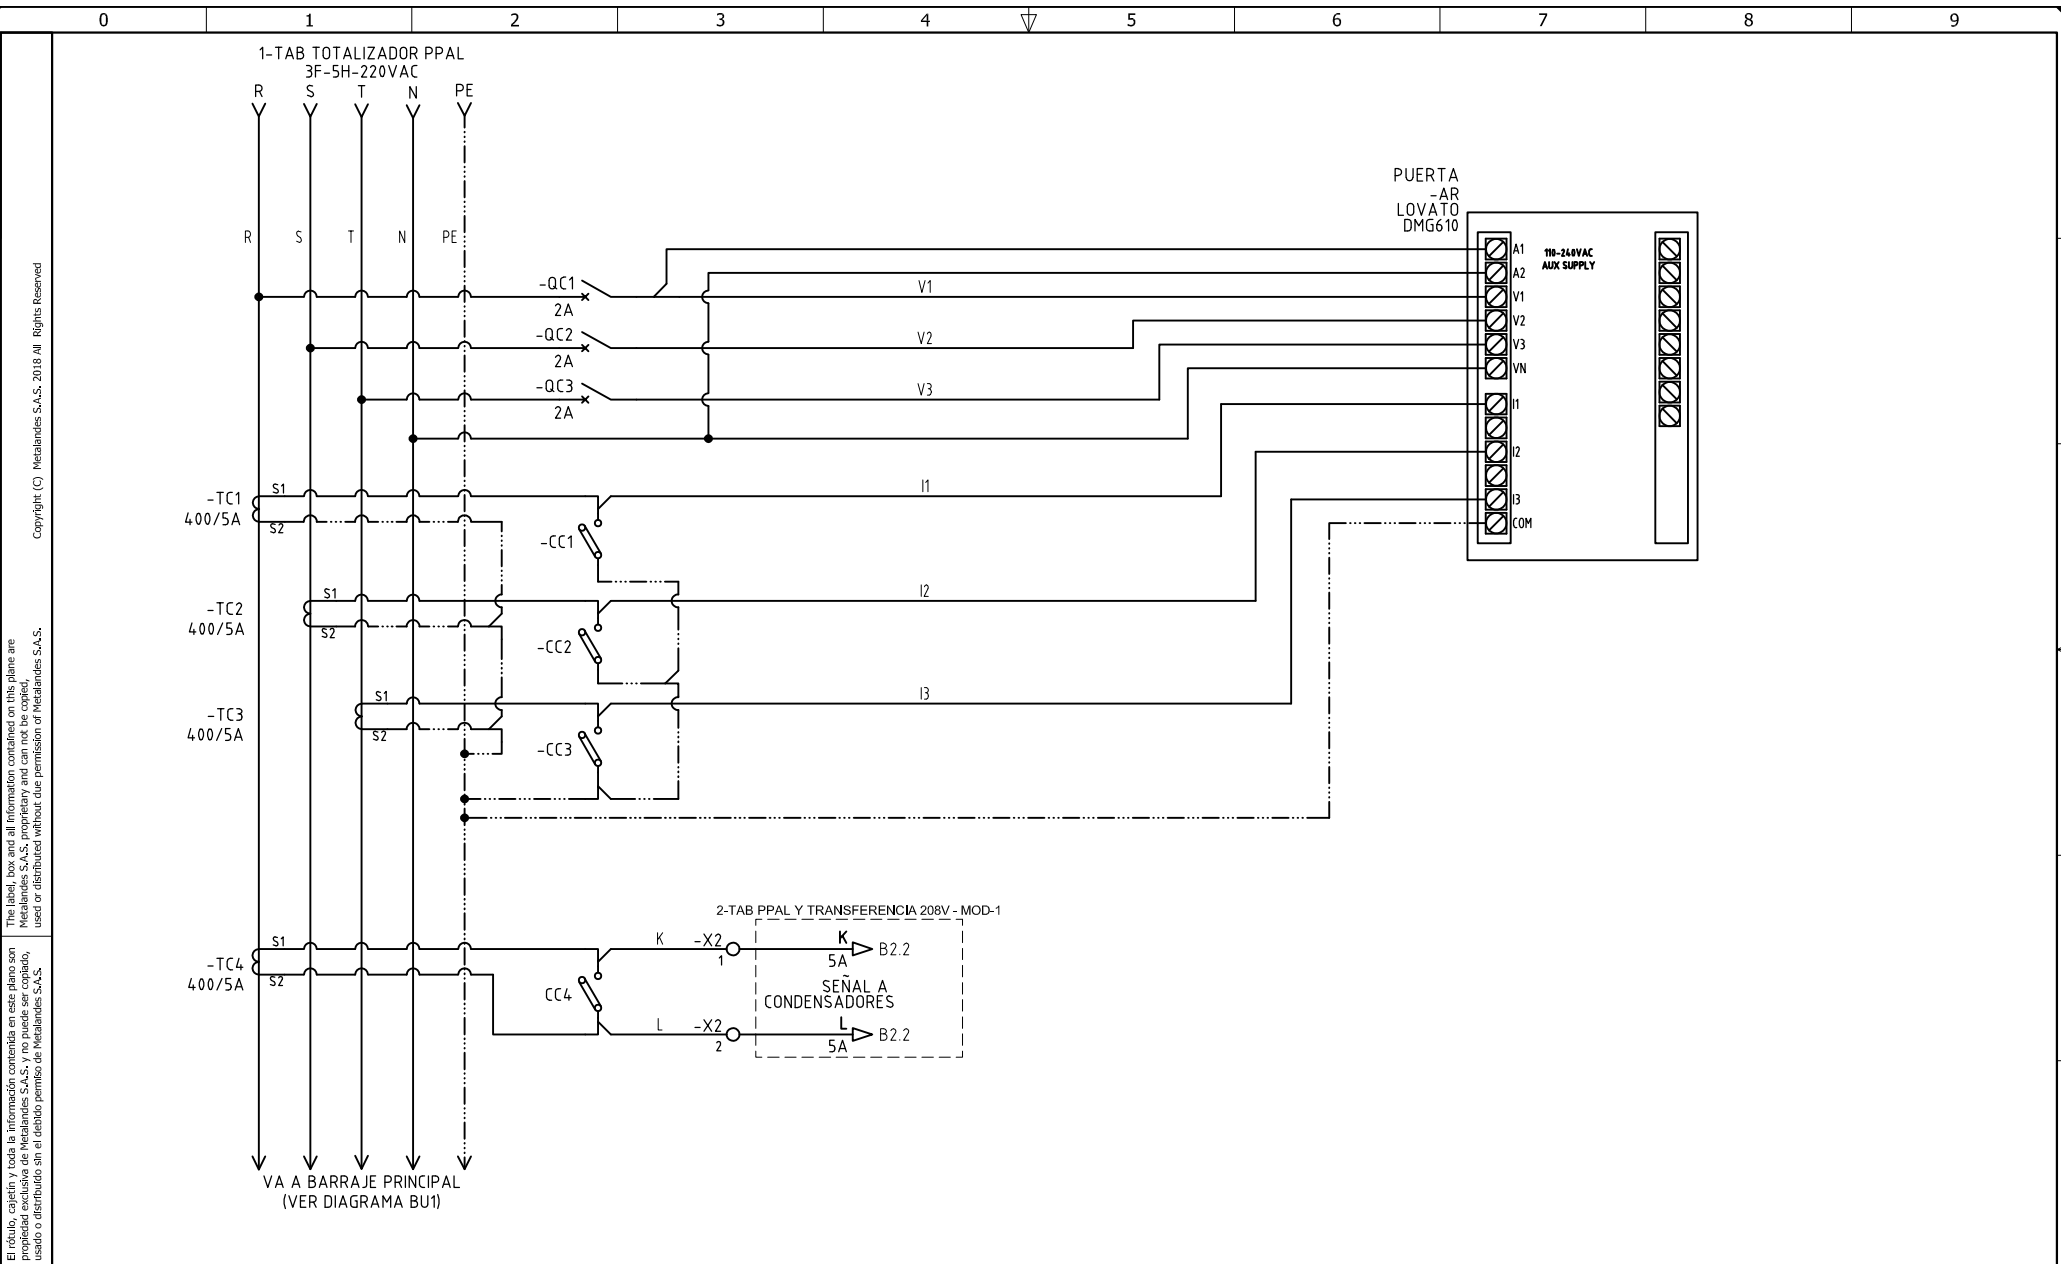 0 1 2 3 4 5 6 7 8 9
1-TAB TOTALIZADOR PPAL
3F-5H-220VAC
R S T N PE
R S T N PE
PUERTA
-AR
LOVATO
DMG610
A1
110-240VAC
AUX SUPPLY
A2
V1
V2
V3
VN
I1
I2
I3
COM
-QC1
2A
V1
-QC2
2A
V2
-QC3
2A
V3
-TC1
400/5A
S1
S2
-CC1
I1
-TC2
400/5A
S1
S2
-CC2
I2
-TC3
400/5A
S1
S2
-CC3
I3
2-TAB PPAL Y TRANSFERENCIA 208V - MOD-1
-TC4
400/5A
S1
S2
CC4
K
-X2
1
K
5A
B2.2
SEÑAL A
CONDENSADORES
L
-X2
2
L
5A
B2.2
VA A BARRAJE PRINCIPAL
(VER DIAGRAMA BU1)
Copyright (C) Metalandes S.A.S. 2018 All Rights Reserved
The label, box and all information contained on this plane are
Metalandes S.A.S. proprietary and can not be copied,
used or distributed without due permission of Metalandes S.A.S.
El rótulo, cajetín y toda la información contenida en este plano son
propiedad exclusiva de Metalandes S.A.S. y no puede ser copiado,
usado o distribuido sin el debido permiso de Metalandes S.A.S.